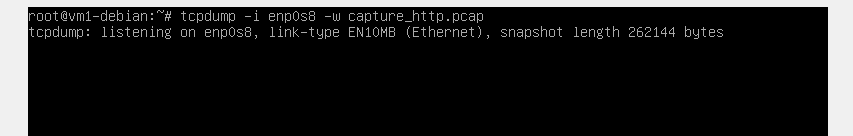 root@vm1-debian:~# tcpdump -i enp0s8 -w capture_http.pcap
tcpdump: listening on enp0s8, link-type EN10MB (Ethernet), snapshot length 262144 bytes